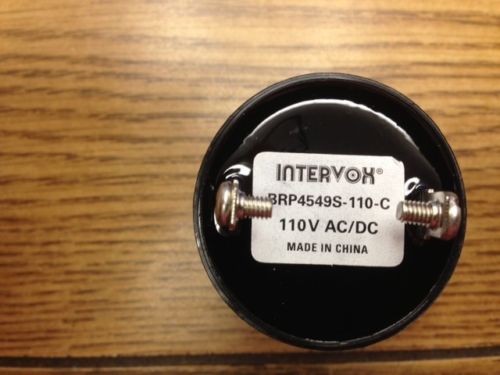 INTERVOX®
BRP4549S-110-C
110V AC/DC
MADE IN CHINA